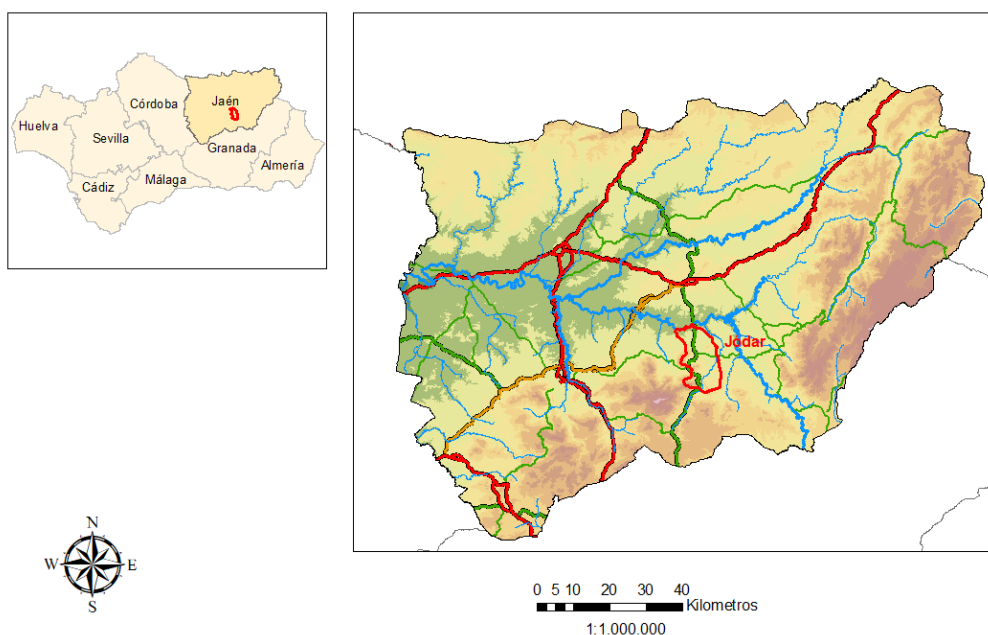 Jaén
Córdoba
Huelva
Sevilla
Granada
Almería
Málaga
Cádiz
Jódar
N
W
E
S
0 5 10 20 30 40
Kilometros
1:1.000.000